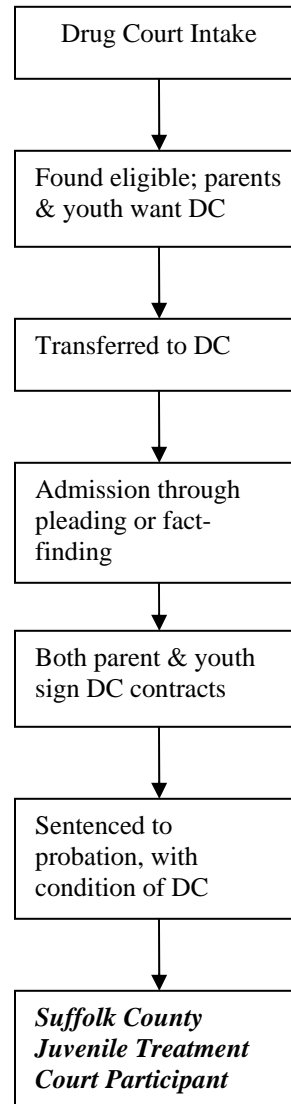 Drug Court Intake
Found eligible; parents
& youth want DC
Transferred to DC
Admission through
pleading or fact-
finding
Both parent & youth
sign DC contracts
Sentenced to
probation, with
condition of DC
Suffolk County
Juvenile Treatment
Court Participant